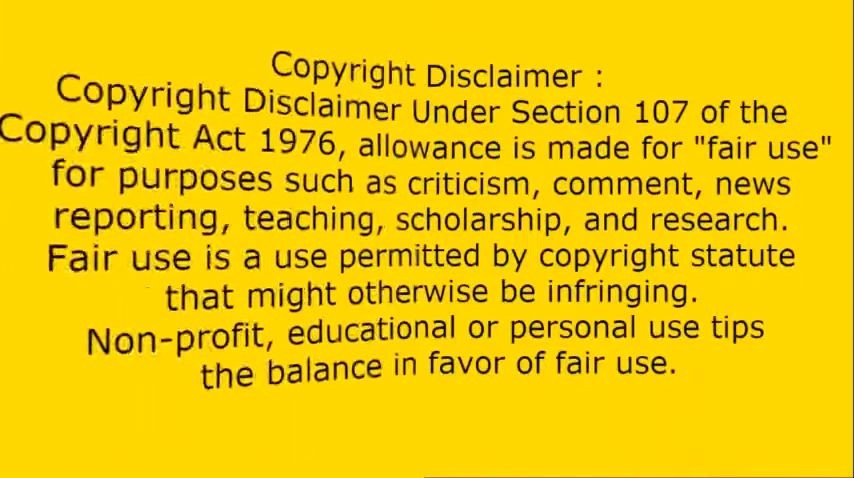 Copyright Disclaimer :
Copyright Disclaimer Under Section 107 of the
Copyright Act 1976, allowance is made for "fair use"
for purposes such as criticism, comment, news
reporting, teaching, scholarship, and research.
Fair use is a use permitted by copyright statute
that might otherwise be infringing.
Non-profit, educational or personal use tips
the balance in favor of fair use.